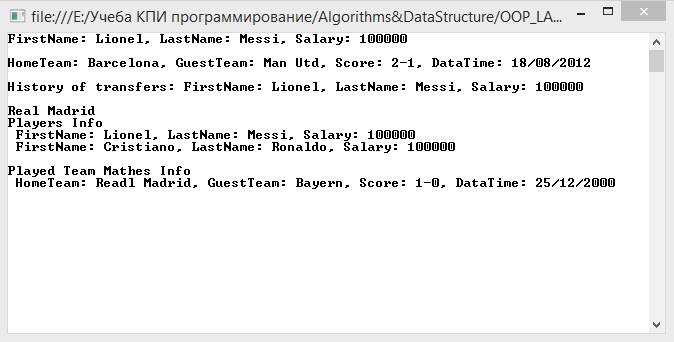 file:///E:/Учеба КПИ программирование/Algorithms&DataStructure/OOP_LA...
FirstName: Lionel, LastName: Messi, Salary: 100000
HomeTeam: Barcelona, GuestTeam: Man Utd, Score: 2-1, DataTime: 18/08/2012
History of transfers: FirstName: Lionel, LastName: Messi, Salary: 100000
Real Madrid
Players Info
FirstName: Lionel, LastName: Messi, Salary: 100000
FirstName: Cristiano, LastName: Ronaldo, Salary: 100000
Played Team Mathes Info
HomeTeam: Readl Madrid, GuestTeam: Bayern, Score: 1-0, DataTime: 25/12/2000